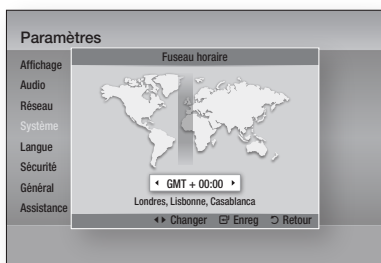 Paramètres
Affichage
Audio
Réseau
Système
Langue
Sécurité
Général
Assistance
Fuseau horaire
GMT + 00:00
Londres, Lisbonne, Casablanca
Changer Enreg Retour